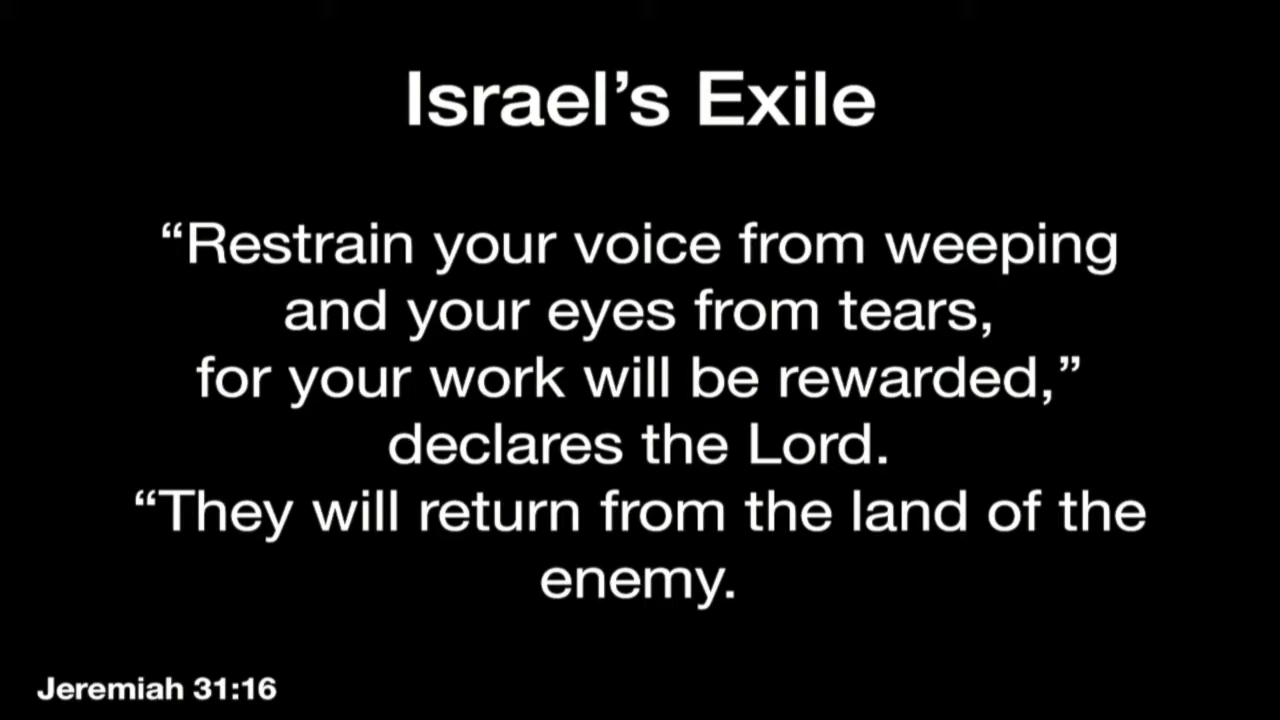 Israel’s Exile
“Restrain your voice from weeping
and your eyes from tears,
for your work will be rewarded,”
declares the Lord.
“They will return from the land of the
enemy.
Jeremiah 31:16